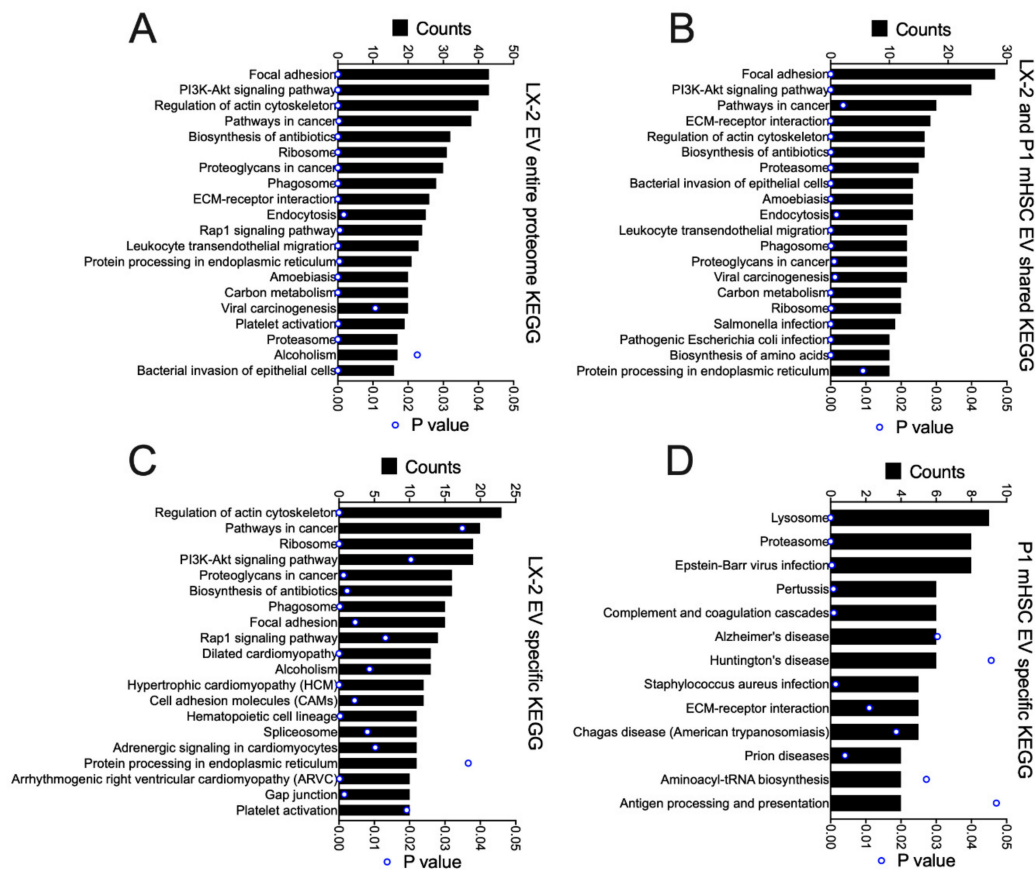 A
Counts
0 10 20 30 40 50
Focal adhesion
PI3K-Akt signaling pathway
Regulation of actin cytoskeleton
Pathways in cancer
Biosynthesis of antibiotics
Ribosome
Proteoglycans in cancer
Phagosome
ECM-receptor interaction
Endocytosis
Rap1 signaling pathway
Leukocyte transendothelial migration
Protein processing in endoplasmic reticulum
Amoebiasis
Carbon metabolism
Viral carcinogenesis
Platelet activation
Proteasome
Alcoholism
Bacterial invasion of epithelial cells
0.00 0.01 0.02 0.03 0.04 0.05
P value
LX-2 EV entire proteome KEGG
B
Counts
0 10 20 30
Focal adhesion
PI3K-Akt signaling pathway
Pathways in cancer
ECM-receptor interaction
Regulation of actin cytoskeleton
Biosynthesis of antibiotics
Proteasome
Bacterial invasion of epithelial cells
Amoebiasis
Endocytosis
Leukocyte transendothelial migration
Phagosome
Proteoglycans in cancer
Viral carcinogenesis
Carbon metabolism
Ribosome
Salmonella infection
Pathogenic Escherichia coli infection
Biosynthesis of amino acids
Protein processing in endoplasmic reticulum
0.00 0.01 0.02 0.03 0.04 0.05
P value
LX-2 and P1 mHSC EV shared KEGG
C
Counts
0 5 10 15 20 25
Regulation of actin cytoskeleton
Pathways in cancer
Ribosome
PI3K-Akt signaling pathway
Proteoglycans in cancer
Biosynthesis of antibiotics
Phagosome
Focal adhesion
Rap1 signaling pathway
Dilated cardiomyopathy
Alcoholism
Hypertrophic cardiomyopathy (HCM)
Cell adhesion molecules (CAMs)
Hematopoietic cell lineage
Spliceosome
Adrenergic signaling in cardiomyocytes
Protein processing in endoplasmic reticulum
Arrhythmogenic right ventricular cardiomyopathy (ARVC)
Gap junction
Platelet activation
0.00 0.01 0.02 0.03 0.04 0.05
P value
LX-2 EV specific KEGG
D
Counts
0 2 4 6 8 10
Lysosome
Proteasome
Epstein-Barr virus infection
Pertussis
Complement and coagulation cascades
Alzheimer's disease
Huntington's disease
Staphylococcus aureus infection
ECM-receptor interaction
Chagas disease (American trypanosomiasis)
Prion diseases
Aminoacyl-tRNA biosynthesis
Antigen processing and presentation
0.00 0.01 0.02 0.03 0.04 0.05
P value
P1 mHSC EV specific KEGG